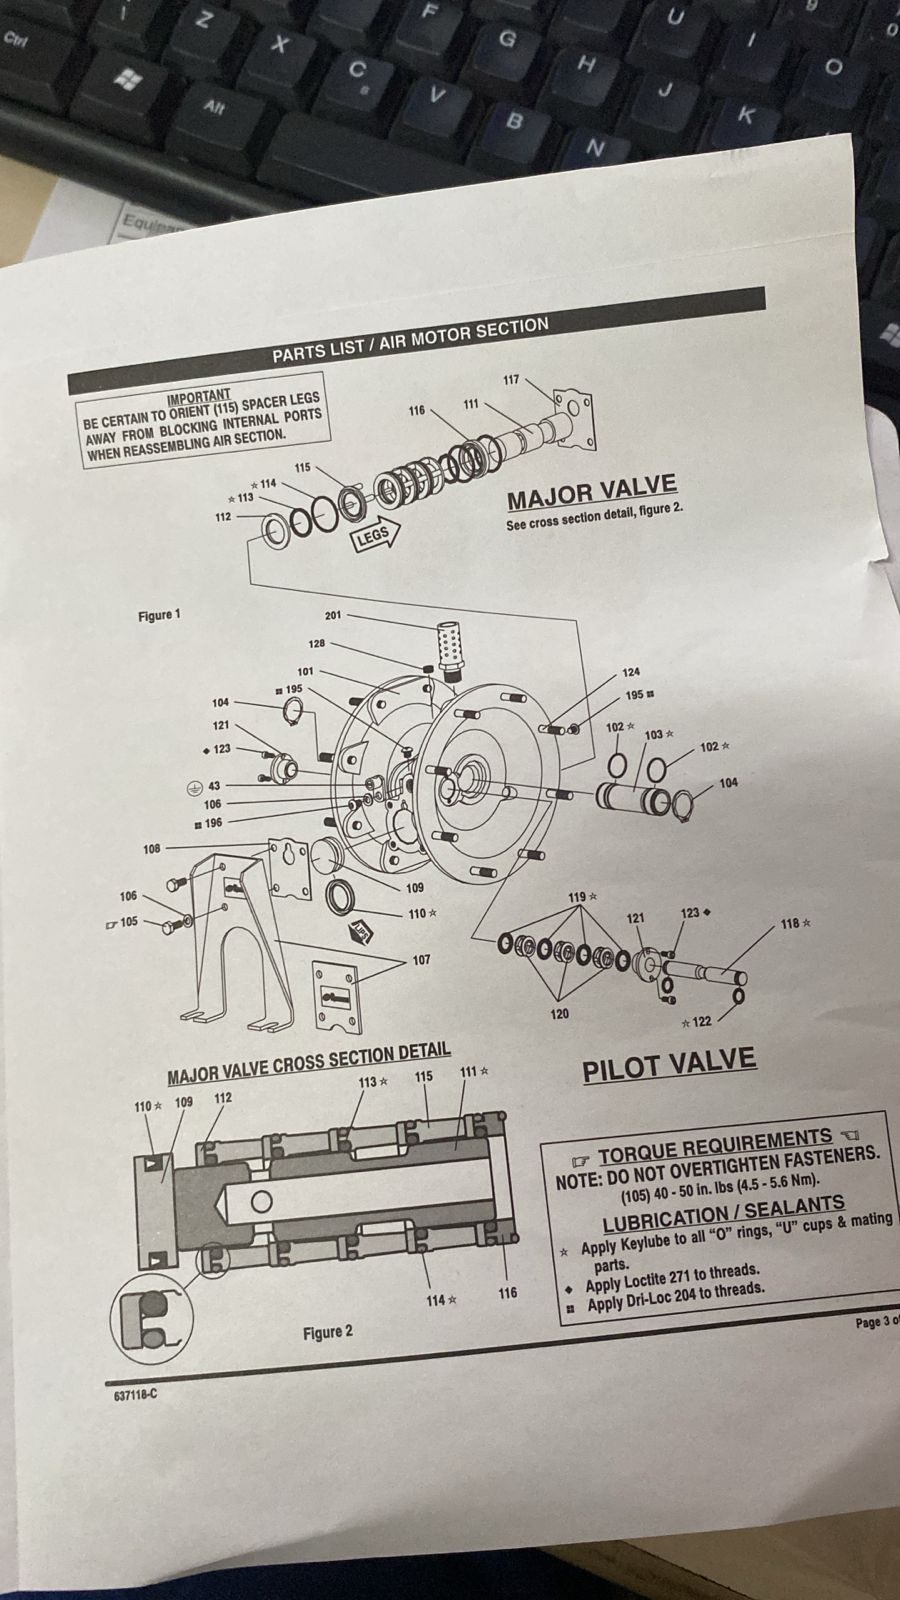 Ctrl
Z
X
Alt
C
F
V
G
B
H
N
U
J
I
K
O
9
Equip
PARTS LIST / AIR MOTOR SECTION
IMPORTANT
BE CERTAIN TO ORIENT (115) SPACER LEGS
AWAY FROM BLOCKING INTERNAL PORTS
WHEN REASSEMBLING AIR SECTION.
117
111
116
115
☆ 114
☆ 113
112
LEGS
MAJOR VALVE
See cross section detail, figure 2.
Figure 1
201
128
101
195
104
121
◆ 123
43
106
196
108
106
☞ 105
124
195
102 ☆
103 ☆
102 ☆
104
109
110 ☆
LIPS
107
119 ☆
121
123 ◆
118 ☆
120
☆ 122
PILOT VALVE
MAJOR VALVE CROSS SECTION DETAIL
110 ☆
109
112
113 ☆
115
111 ☆
114 ☆
116
Figure 2
☞ TORQUE REQUIREMENTS ☜
NOTE: DO NOT OVERTIGHTEN FASTENERS.
(105) 40 - 50 in. lbs (4.5 - 5.6 Nm).
LUBRICATION / SEALANTS
☆ Apply Keylube to all "O" rings, "U" cups & mating
parts.
◆ Apply Loctite 271 to threads.
Apply Dri-Loc 204 to threads.
Page 3 of
637118-C